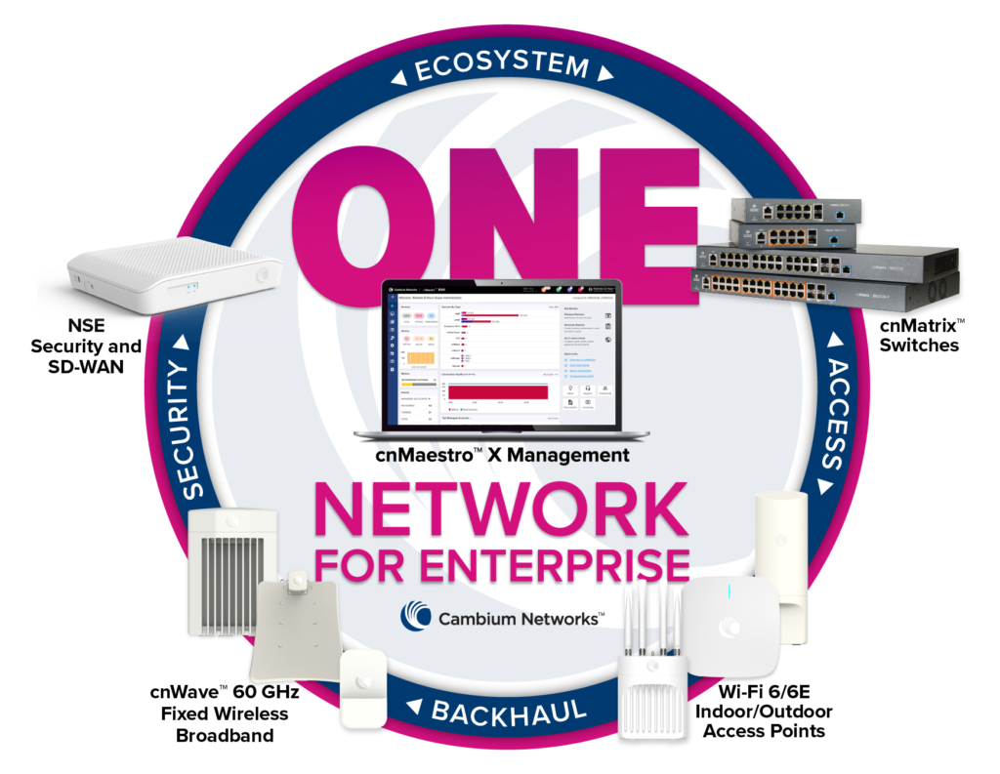 ◀ ECOSYSTEM ▶
ONE
NSE
Security and
SD-WAN
cnMatrix™
Switches
◀ SECURITY ▶
◀ ACCESS ▶
cnMaestro™ X Management
NETWORK
FOR ENTERPRISE
Cambium Networks™
cnWave™ 60 GHz
Fixed Wireless
Broadband
Wi-Fi 6/6E
Indoor/Outdoor
Access Points
◀ BACKHAUL